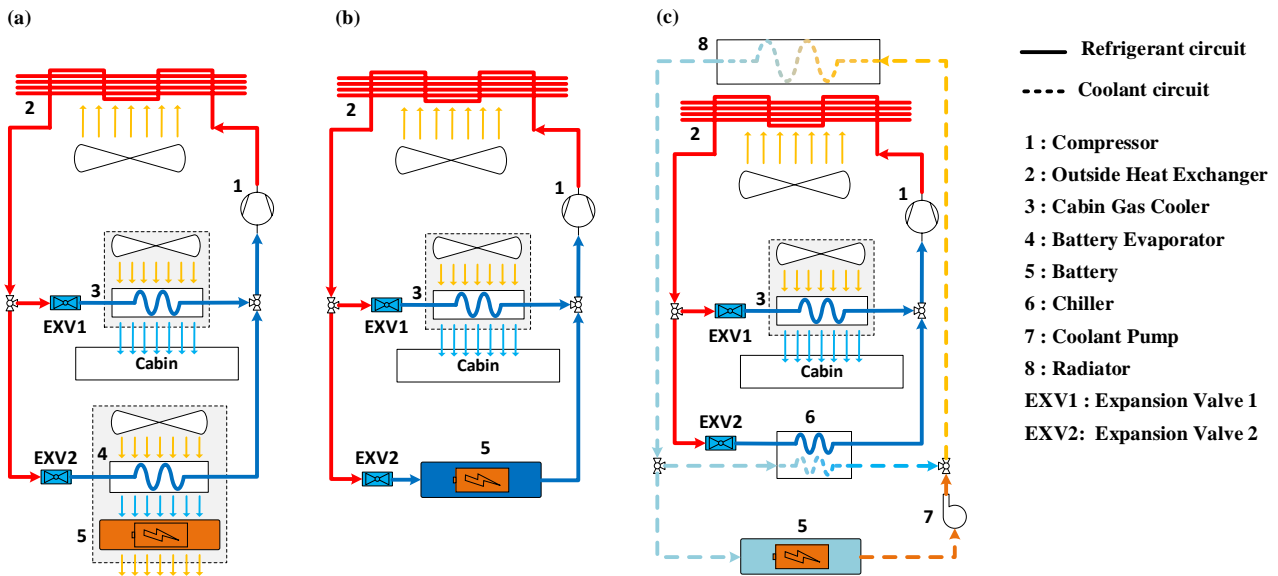 (a)
2
1
3
EXV1
Cabin
EXV2
4
5
(b)
2
1
3
EXV1
Cabin
EXV2
5
(c)
8
2
1
3
EXV1
Cabin
EXV2
6
7
5
Refrigerant circuit
Coolant circuit
1 : Compressor
2 : Outside Heat Exchanger
3 : Cabin Gas Cooler
4 : Battery Evaporator
5 : Battery
6 : Chiller
7 : Coolant Pump
8 : Radiator
EXV1 : Expansion Valve 1
EXV2: Expansion Valve 2